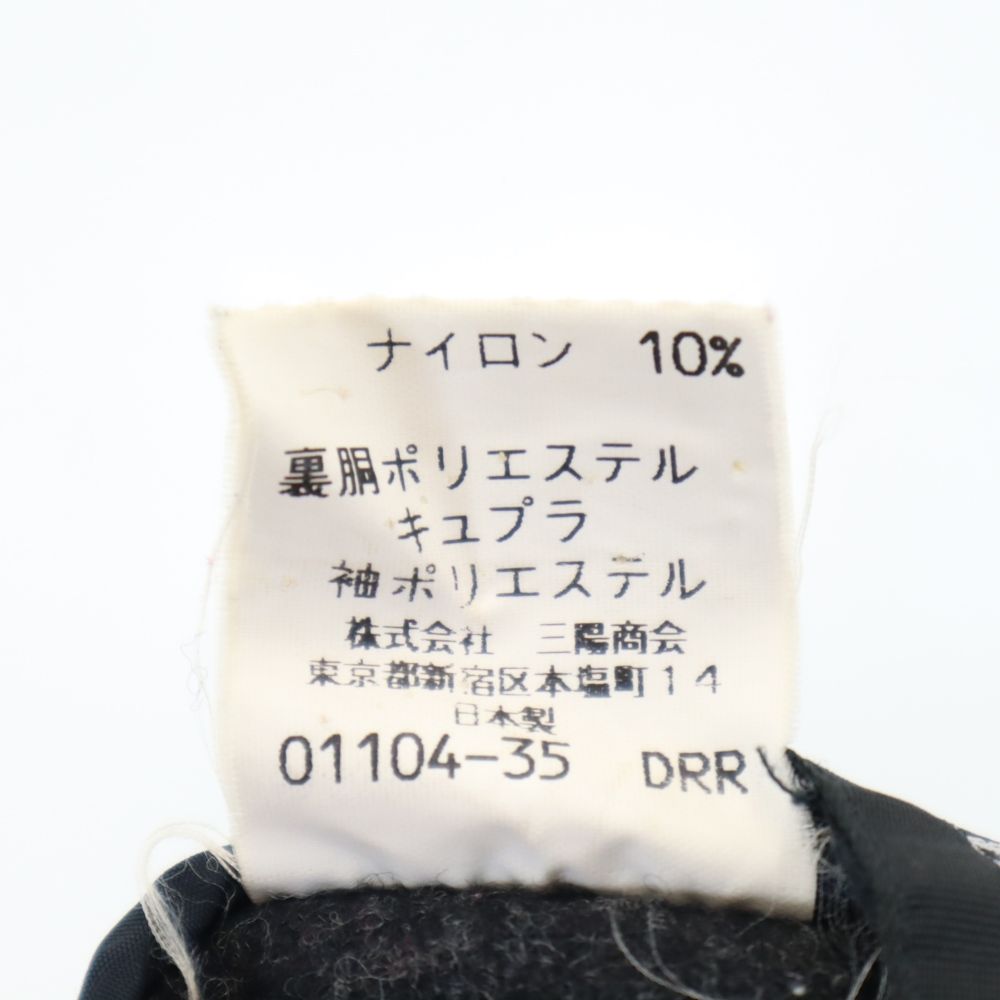 ナイロン 10%
裏胴ポリエステル
キュプラ
袖ポリエステル
株式会社 三陽商会
東京都新宿区本塩町14
日本製
01104-35 DRR